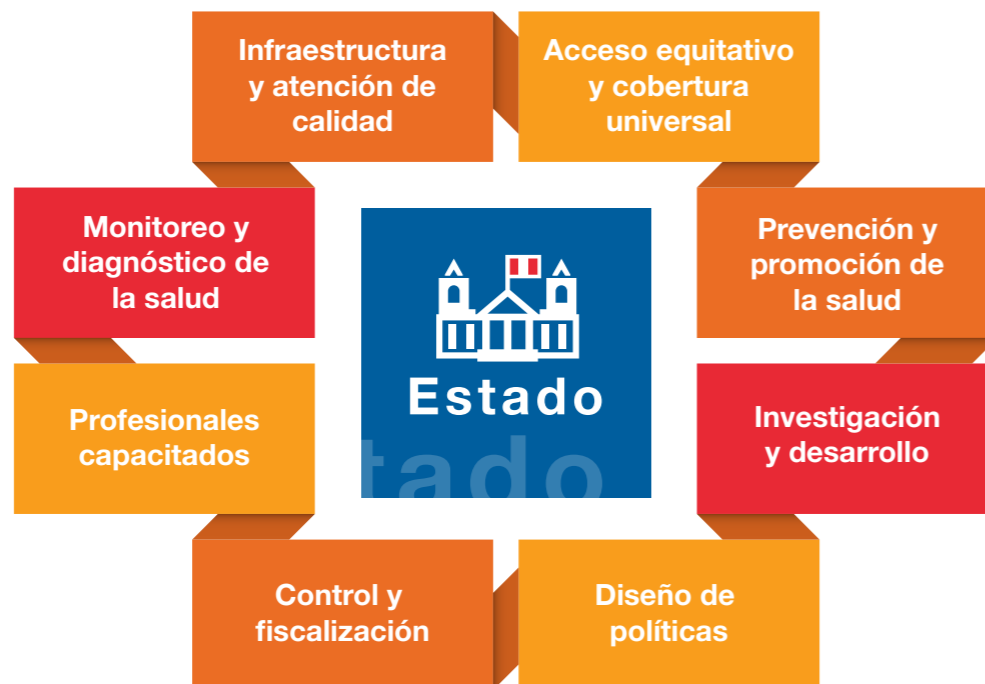 Infraestructura
y atención de
calidad
Acceso equitativo
y cobertura
universal
Monitoreo y
diagnóstico de
la salud
Prevención y
promoción de
la salud
Estado
tado
Profesionales
capacitados
Investigación
y desarrollo
Control y
fiscalización
Diseño de
políticas